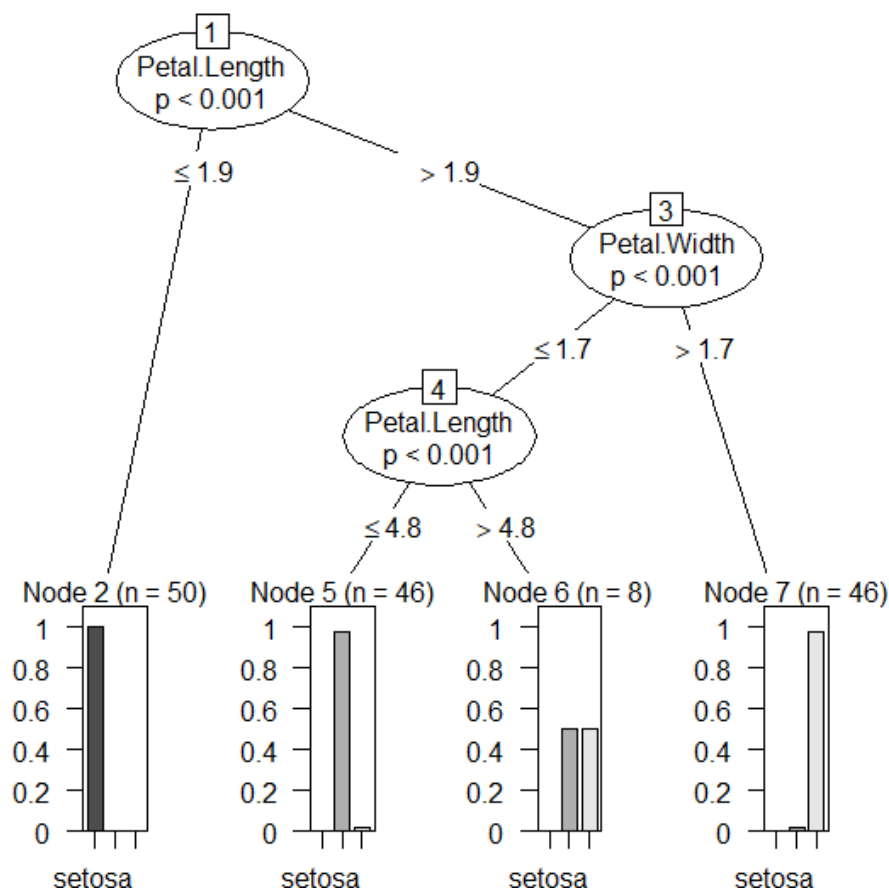 1
Petal.Length
p < 0.001
≤ 1.9
> 1.9
3
Petal.Width
p < 0.001
≤ 1.7
> 1.7
4
Petal.Length
p < 0.001
≤ 4.8
> 4.8
Node 2 (n = 50)
1
0.8
0.6
0.4
0.2
0
setosa
Node 5 (n = 46)
1
0.8
0.6
0.4
0.2
0
setosa
Node 6 (n = 8)
1
0.8
0.6
0.4
0.2
0
setosa
Node 7 (n = 46)
1
0.8
0.6
0.4
0.2
0
setosa